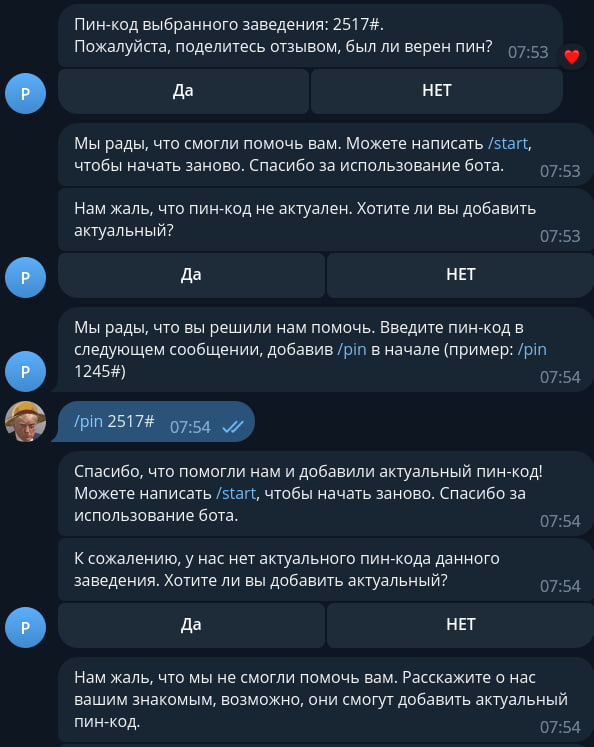 Пин-код выбранного заведения: 2517#.
Пожалуйста, поделитесь отзывом, был ли верен пин?
07:53
P
Да
НЕТ
Мы рады, что смогли помочь вам. Можете написать /start,
чтобы начать заново. Спасибо за использование бота.
07:53
Нам жаль, что пин-код не актуален. Хотите ли вы добавить
актуальный?
07:53
P
Да
НЕТ
Мы рады, что вы решили нам помочь. Введите пин-код в
следующем сообщении, добавив /pin в начале (пример: /pin
1245#)
07:54
P
/pin 2517#
07:54
Спасибо, что помогли нам и добавили актуальный пин-код!
Можете написать /start, чтобы начать заново. Спасибо за
использование бота.
07:54
К сожалению, у нас нет актуального пин-кода данного
заведения. Хотите ли вы добавить актуальный?
07:54
P
Да
НЕТ
Нам жаль, что мы не смогли помочь вам. Расскажите о нас
вашим знакомым, возможно, они смогут добавить актуальный
пин-код.
07:54